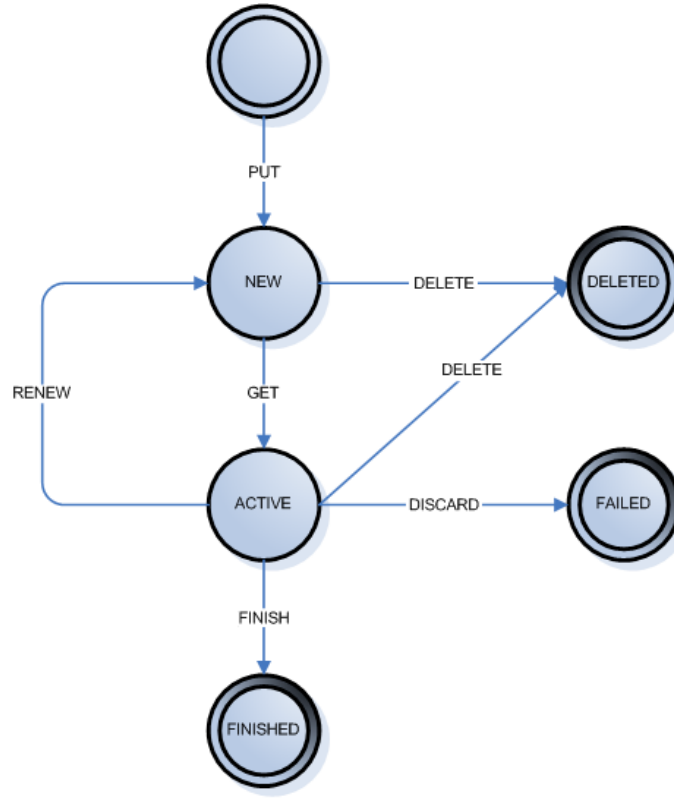 PUT
NEW
DELETE
DELETED
DELETE
RENEW
GET
ACTIVE
DISCARD
FAILED
FINISH
FINISHED